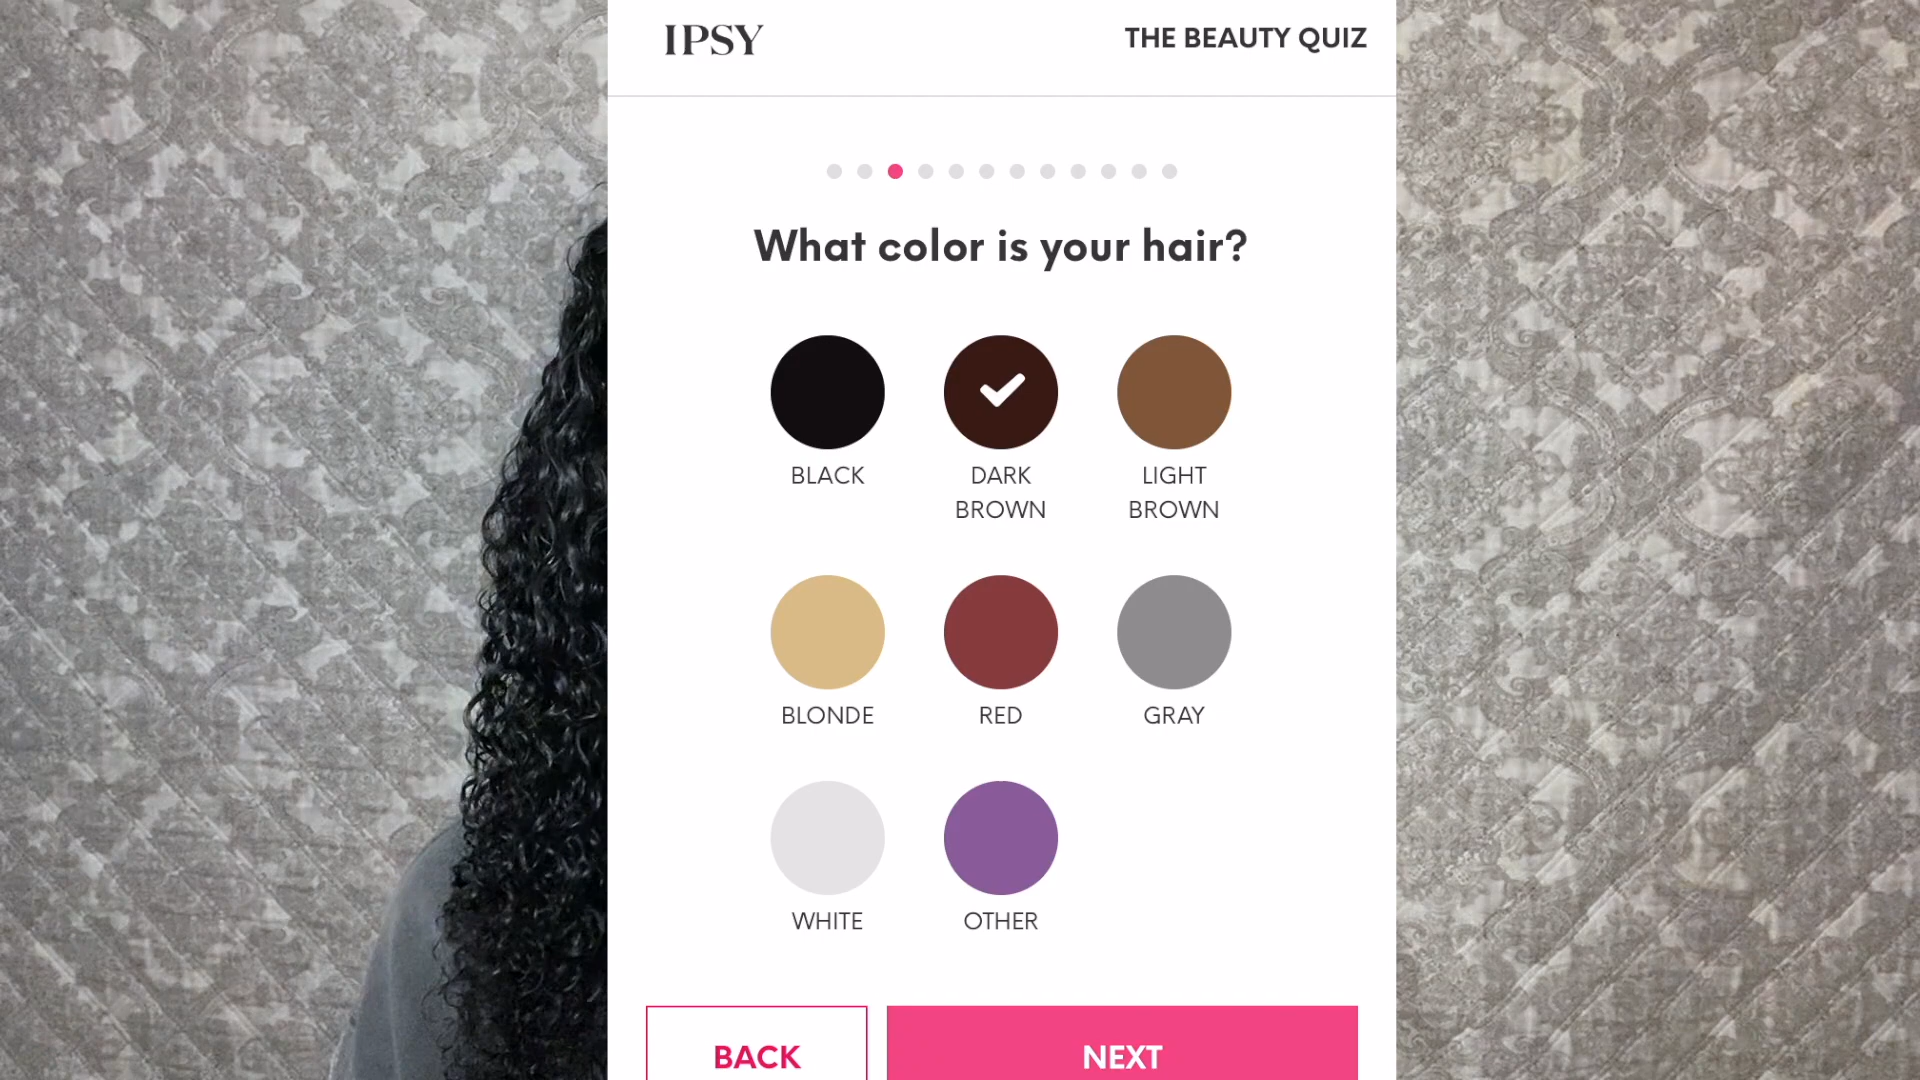 IPSY
THE BEAUTY QUIZ
What color is your hair?
BLACK
DARK
BROWN
LIGHT
BROWN
BLONDE
RED
GRAY
WHITE
OTHER
BACK
NEXT